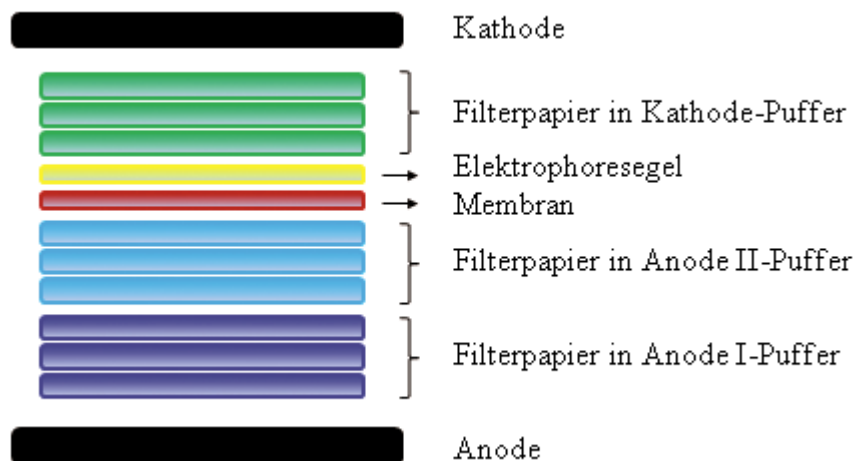 Kathode
Filterpapier in Kathode-Puffer
Elektrophoresegel
Membran
Filterpapier in Anode II-Puffer
Filterpapier in Anode I-Puffer
Anode